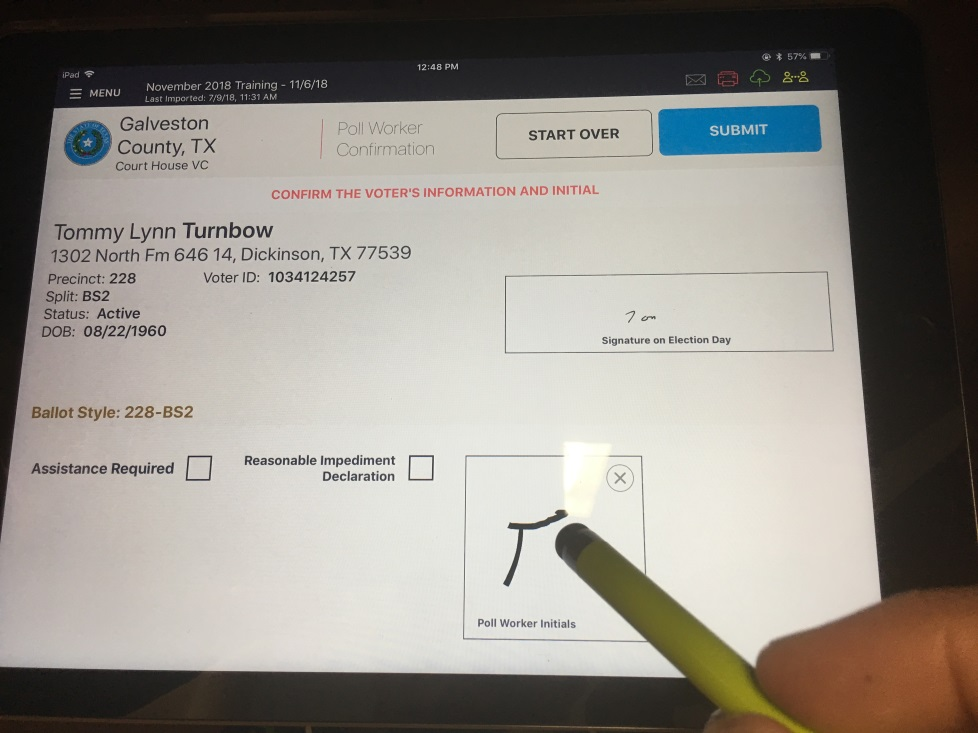 iPad
12:48 PM
57%
MENU
November 2018 Training - 11/6/18
Last Imported: 7/9/18, 11:31 AM
Galveston
County, TX
Court House VC
Poll Worker
Confirmation
START OVER
SUBMIT
CONFIRM THE VOTER'S INFORMATION AND INITIAL
Tommy Lynn Turnbow
1302 North Fm 646 14, Dickinson, TX 77539
Precinct: 228 Voter ID: 1034124257
Split: BS2
Status: Active
DOB: 08/22/1960
Signature on Election Day
Ballot Style: 228-BS2
Assistance Required
Reasonable Impediment
Declaration
T
Poll Worker Initials